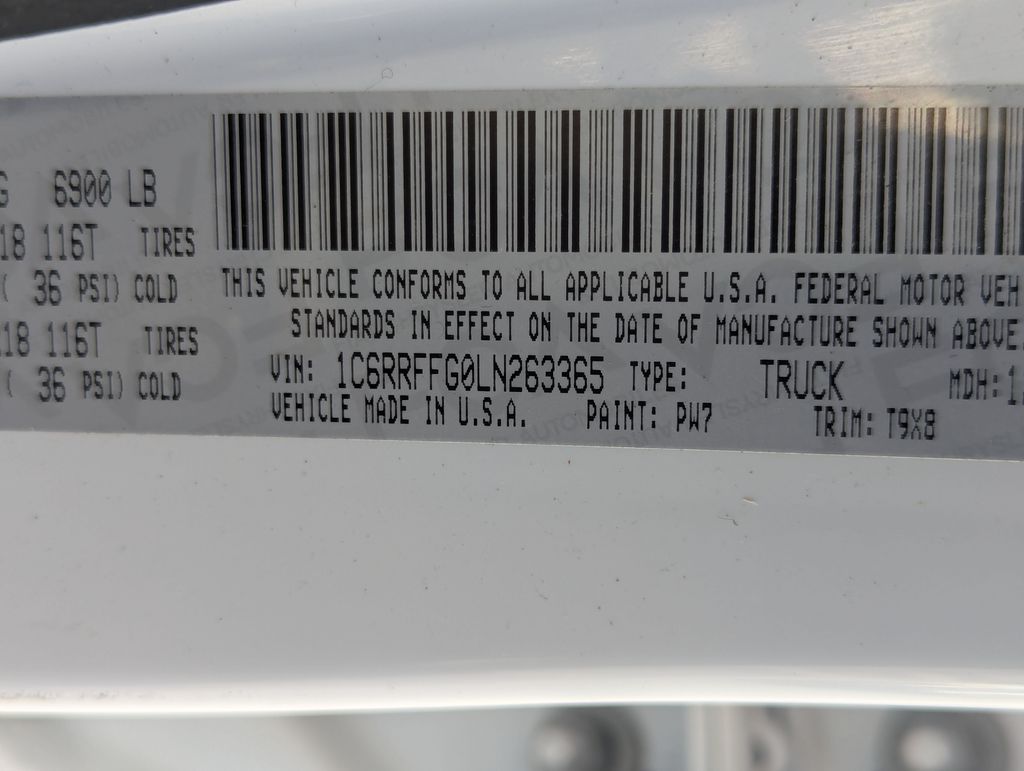 G 6900 LB
18 116T TIRES
( 36 PSI) COLD
18 116T TIRES
( 36 PSI) COLD
THIS VEHICLE CONFORMS TO ALL APPLICABLE U.S.A. FEDERAL MOTOR VEH
STANDARDS IN EFFECT ON THE DATE OF MANUFACTURE SHOWN ABOVE.
VIN: 1C6RRFFG0LN263365 TYPE: TRUCK MDH:1
VEHICLE MADE IN U.S.A. PAINT: PW7 TRIM: T9X8